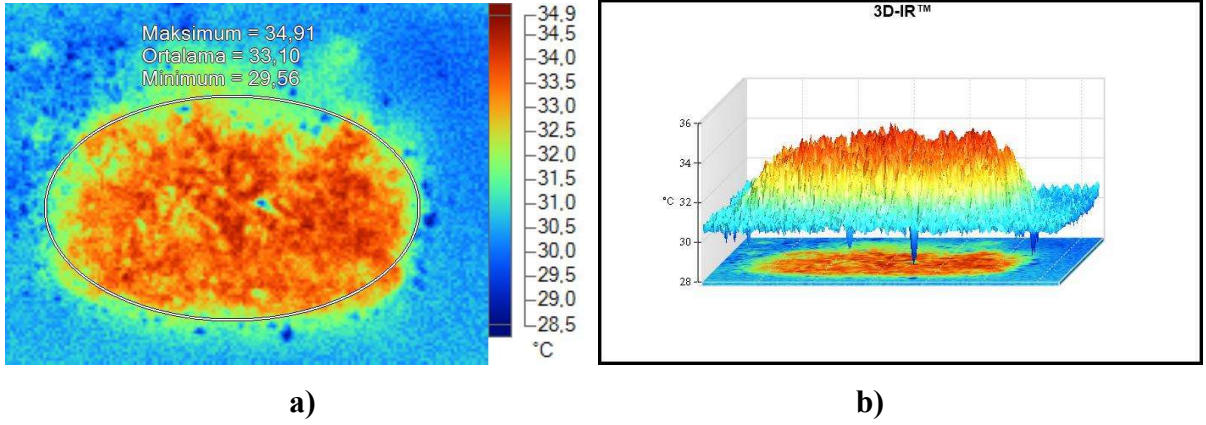 Maksimum = 34,91
Ortalama = 33,10
Minimum = 29,56
34.9
34.5
34,0
33.5
33,0
32.5
32,0
31.5
31,0
30.5
30,0
29.5
29,0
28.5
°C
a)
3D-IR™
36
34
°C
32
30
28
b)